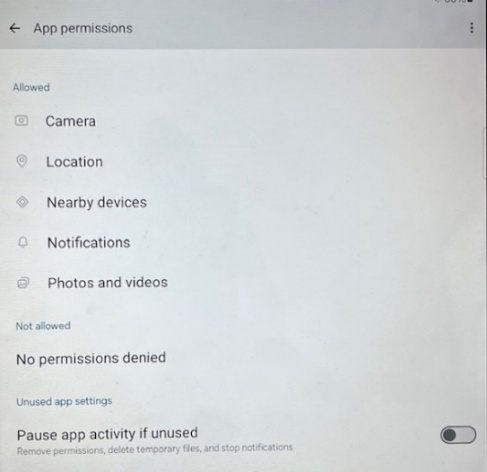 App permissions
Allowed
Camera
Location
Nearby devices
Notifications
Photos and videos
Not allowed
No permissions denied
Unused app settings
Pause app activity if unused
Remove permissions, delete temporary files, and stop notifications